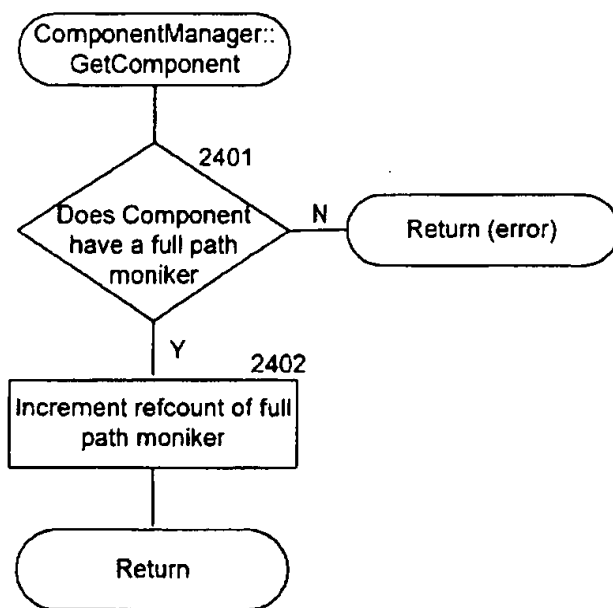 ComponentManager::
GetComponent
2401
Does Component
have a full path
moniker
N
Return (error)
Y
2402
Increment refcount of full
path moniker
Return